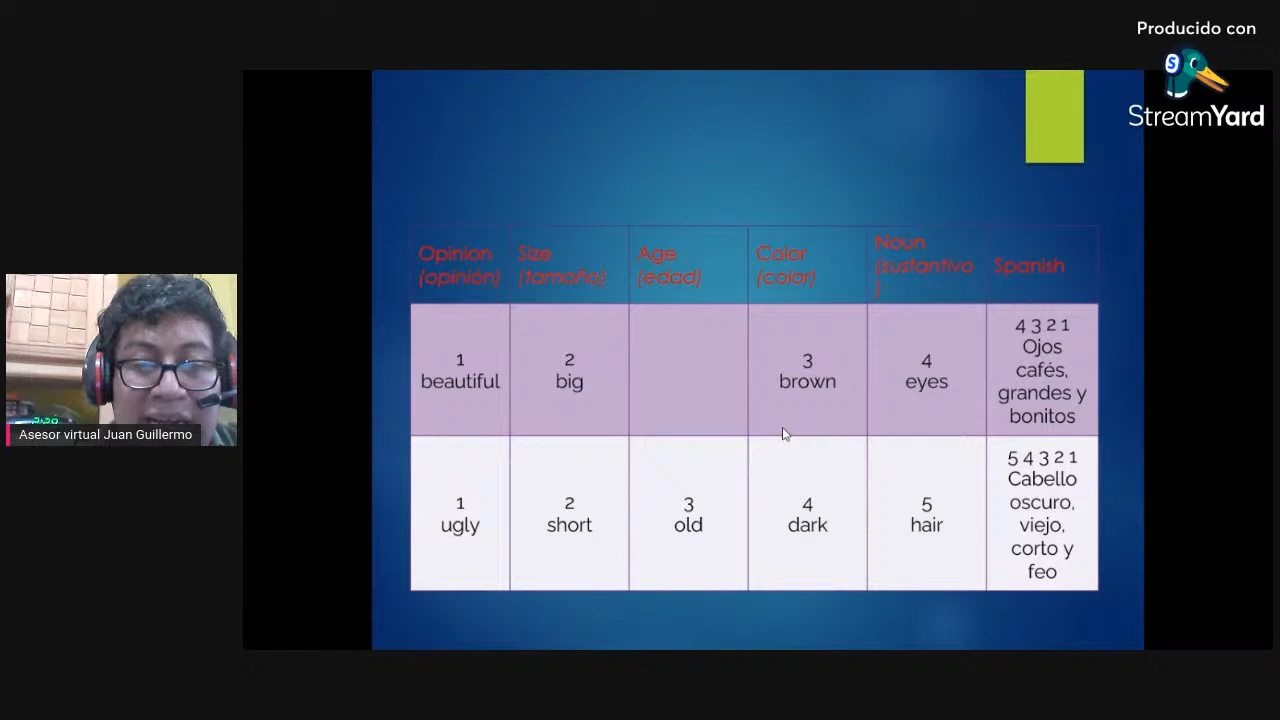 Producido con
S
StreamYard
Opinion
(opinión)
Size
(tamaño)
Age
(edad)
Color
(color)
Noun
(sustantivo
)
Spanish
1
beautiful
2
big
3
brown
4
eyes
4 3 2 1
Ojos
cafés,
grandes y
bonitos
1
ugly
2
short
3
old
4
dark
5
hair
5 4 3 2 1
Cabello
oscuro,
viejo,
corto y
feo
Asesor virtual Juan Guillermo